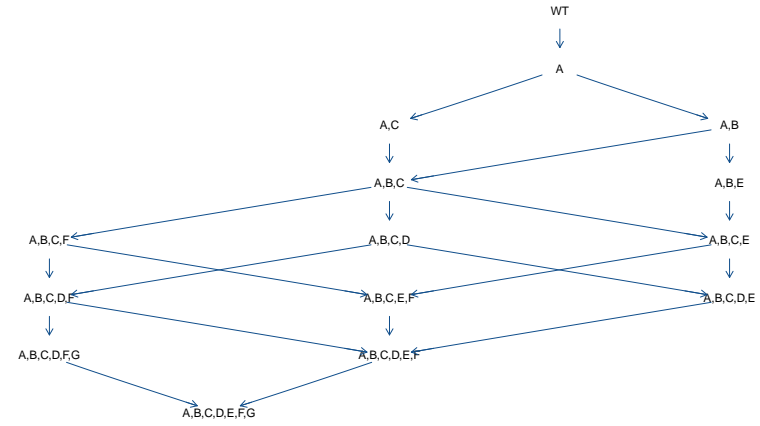 WT
A
A,C
A,B
A,B,C
A,B,E
A,B,C,F
A,B,C,D
A,B,C,E
A,B,C,D,F
A,B,C,E,F
A,B,C,D,E
A,B,C,D,F,G
A,B,C,D,E,F
A,B,C,D,E,F,G